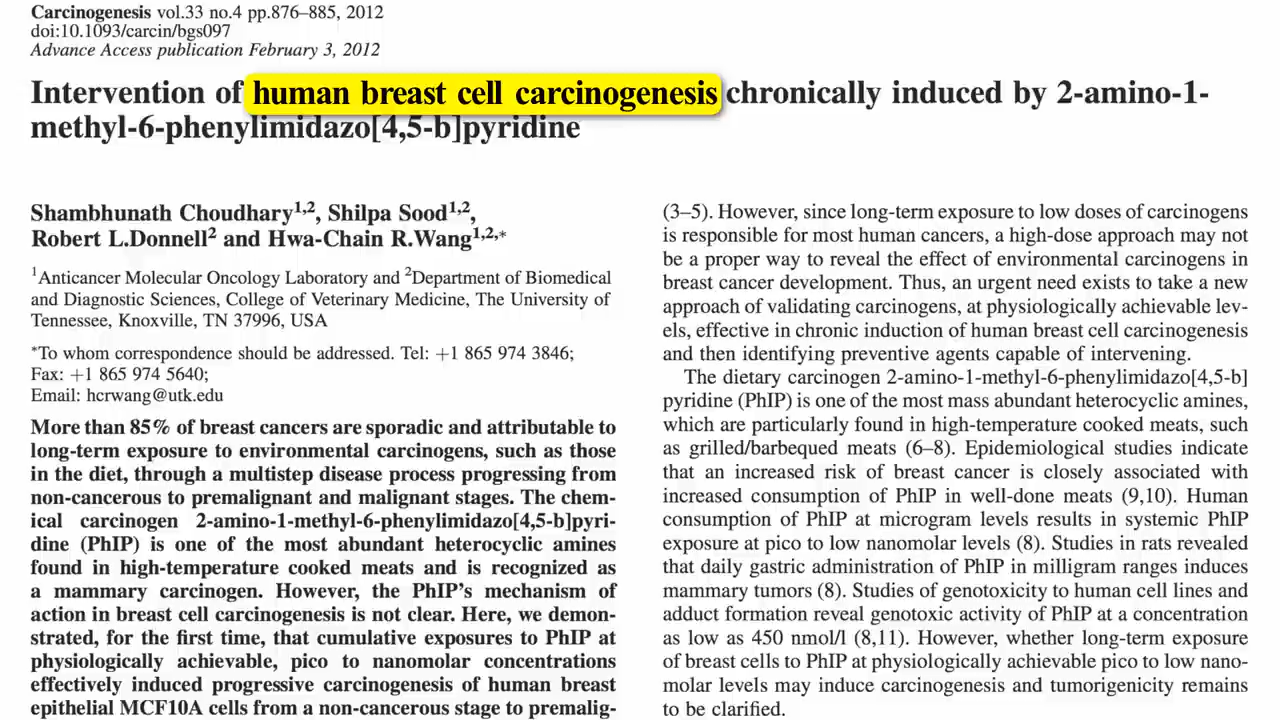 Carcinogenesis vol.33 no.4 pp.876–885, 2012
doi:10.1093/carcin/bgs097
Advance Access publication February 3, 2012
Intervention of human breast cell carcinogenesis chronically induced by 2-amino-1-
methyl-6-phenylimidazo[4,5-b]pyridine
Shambhunath Choudhary1,2, Shilpa Sood1,2,
Robert L.Donnell2 and Hwa-Chain R.Wang1,2,*
1Anticancer Molecular Oncology Laboratory and 2Department of Biomedical
and Diagnostic Sciences, College of Veterinary Medicine, The University of
Tennessee, Knoxville, TN 37996, USA
*To whom correspondence should be addressed. Tel: +1 865 974 3846;
Fax: +1 865 974 5640;
Email: hcrwang@utk.edu
More than 85% of breast cancers are sporadic and attributable to
long-term exposure to environmental carcinogens, such as those
in the diet, through a multistep disease process progressing from
non-cancerous to premalignant and malignant stages. The chem-
ical carcinogen 2-amino-1-methyl-6-phenylimidazo[4,5-b]pyri-
dine (PhIP) is one of the most abundant heterocyclic amines
found in high-temperature cooked meats and is recognized as
a mammary carcinogen. However, the PhIP's mechanism of
action in breast cell carcinogenesis is not clear. Here, we demon-
strated, for the first time, that cumulative exposures to PhIP at
physiologically achievable, pico to nanomolar concentrations
effectively induced progressive carcinogenesis of human breast
epithelial MCF10A cells from a non-cancerous stage to premalig-
(3–5). However, since long-term exposure to low doses of carcinogens
is responsible for most human cancers, a high-dose approach may not
be a proper way to reveal the effect of environmental carcinogens in
breast cancer development. Thus, an urgent need exists to take a new
approach of validating carcinogens, at physiologically achievable lev-
els, effective in chronic induction of human breast cell carcinogenesis
and then identifying preventive agents capable of intervening.
The dietary carcinogen 2-amino-1-methyl-6-phenylimidazo[4,5-b]
pyridine (PhIP) is one of the most mass abundant heterocyclic amines,
which are particularly found in high-temperature cooked meats, such
as grilled/barbequed meats (6–8). Epidemiological studies indicate
that an increased risk of breast cancer is closely associated with
increased consumption of PhIP in well-done meats (9,10). Human
consumption of PhIP at microgram levels results in systemic PhIP
exposure at pico to low nanomolar levels (8). Studies in rats revealed
that daily gastric administration of PhIP in milligram ranges induces
mammary tumors (8). Studies of genotoxicity to human cell lines and
adduct formation reveal genotoxic activity of PhIP at a concentration
as low as 450 nmol/l (8,11). However, whether long-term exposure
of breast cells to PhIP at physiologically achievable pico to low nano-
molar levels may induce carcinogenesis and tumorigenicity remains
to be clarified.